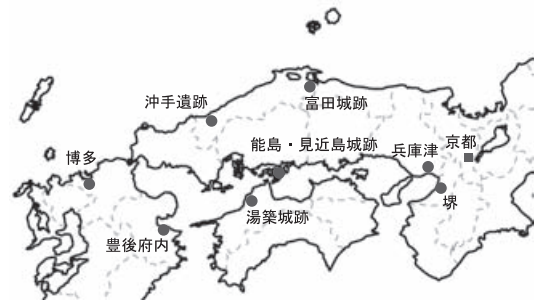 沖手遺跡
富田城跡
能島・見近島城跡
兵庫津
京都
博多
堺
湯築城跡
豊後府内